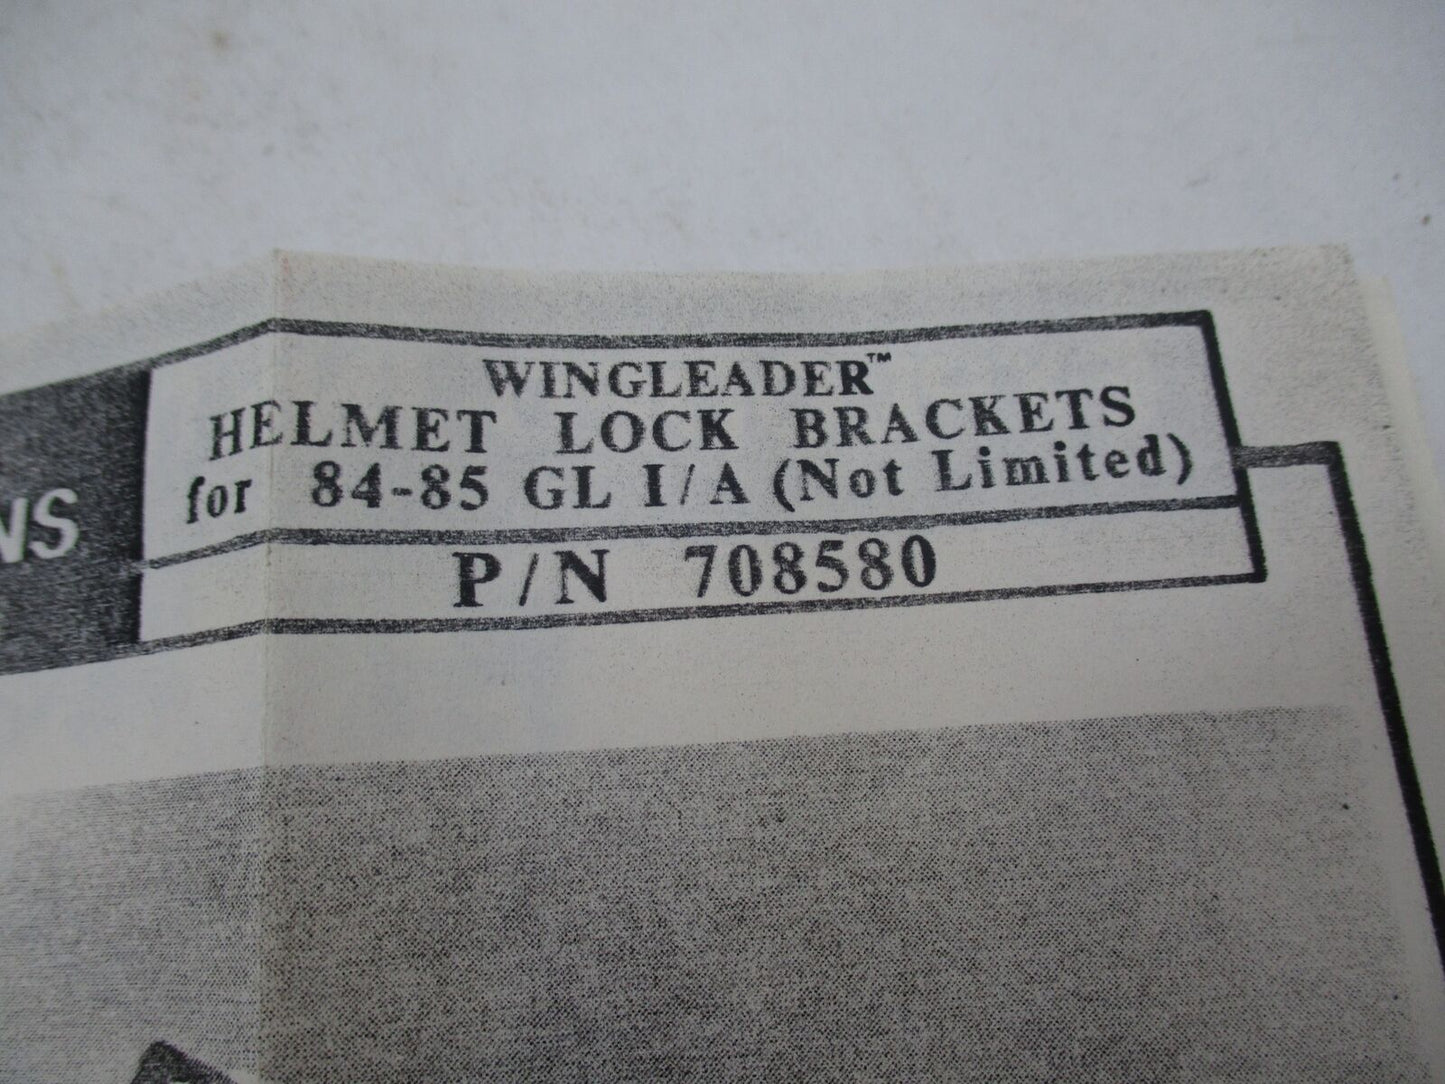 WINGLEADER™
HELMET LOCK BRACKETS
for 84-85 GL I/A (Not Limited)
P/N 708580
NS